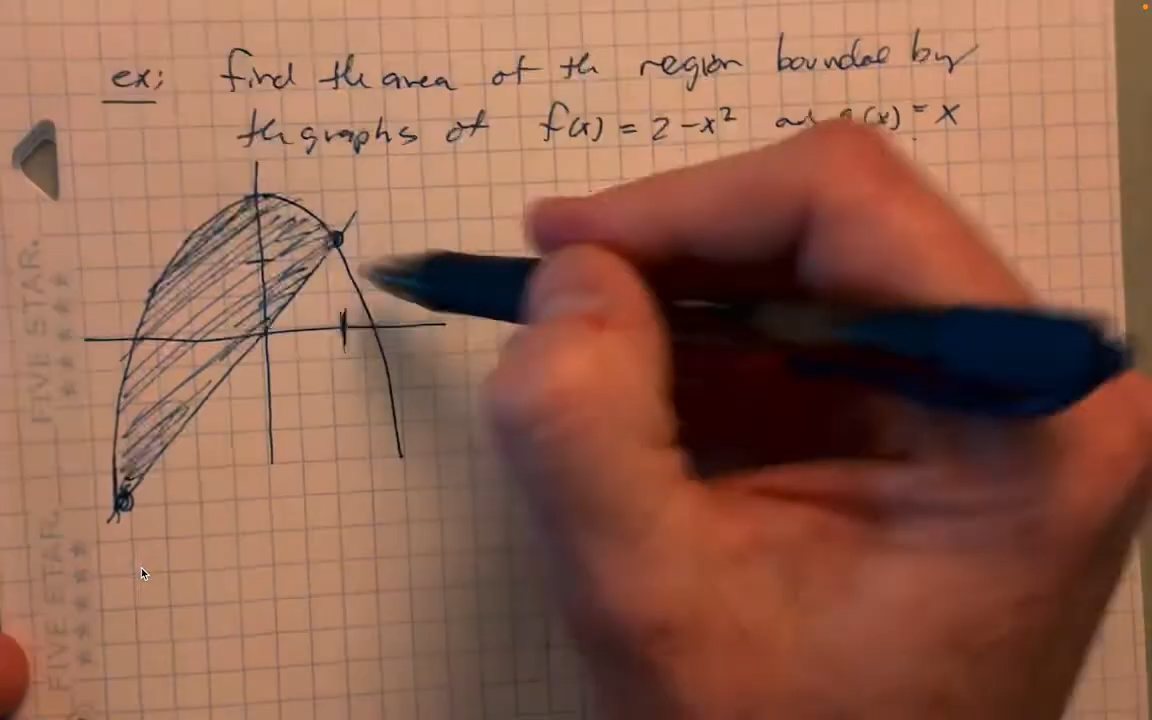 ex: find the area of the region bounded by
the graphs of f(x) = 2 - x² and g(x) = x
FIVE STAR.
FIVE STAR.